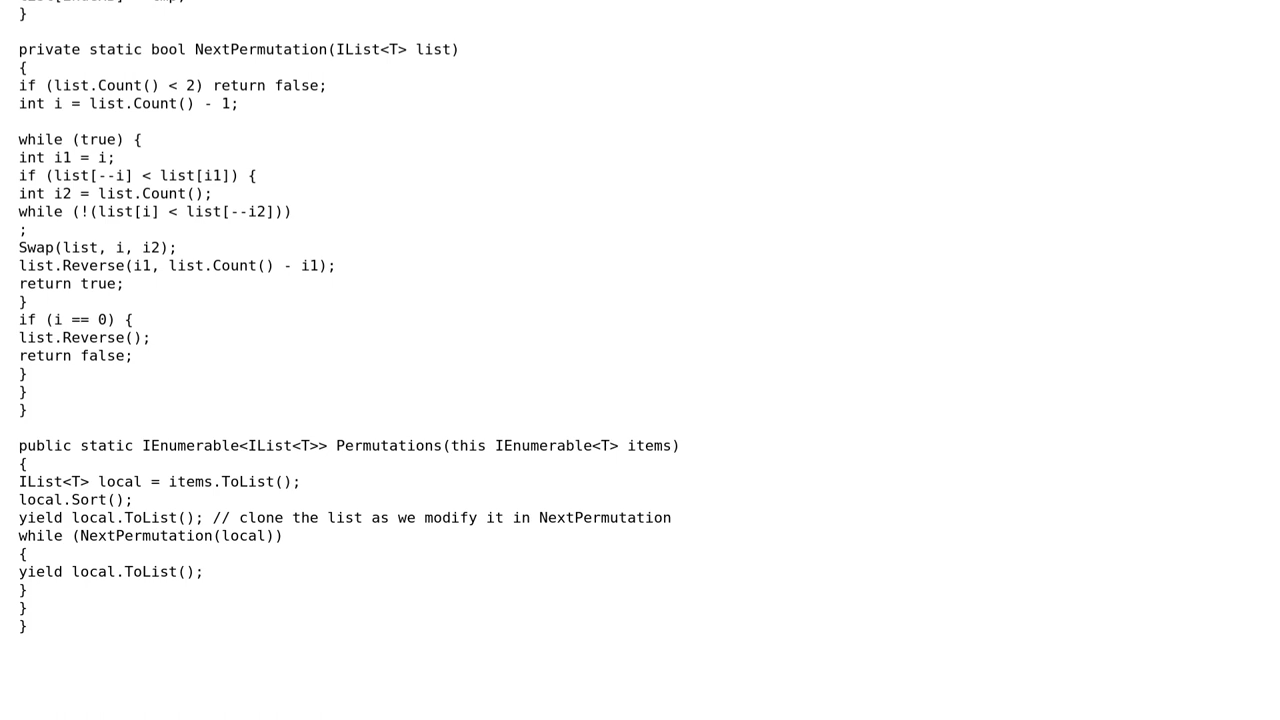 }
private static bool NextPermutation(IList<T> list)
{
if (list.Count() < 2) return false;
int i = list.Count() - 1;
while (true) {
int i1 = i;
if (list[--i] < list[i1]) {
int i2 = list.Count();
while (!(list[i] < list[--i2]))
;
Swap(list, i, i2);
list.Reverse(i1, list.Count() - i1);
return true;
}
if (i == 0) {
list.Reverse();
return false;
}
}
}
public static IEnumerable<IList<T>> Permutations(this IEnumerable<T> items)
{
IList<T> local = items.ToList();
local.Sort();
yield local.ToList(); // clone the list as we modify it in NextPermutation
while (NextPermutation(local))
{
yield local.ToList();
}
}
}